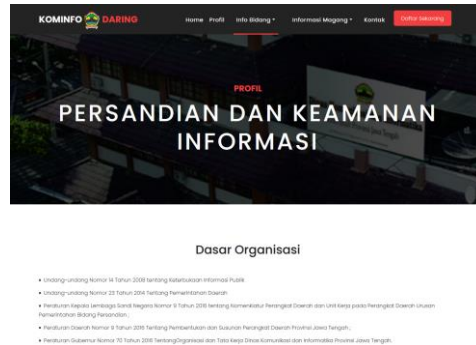 KOMINFO DARING
Home Profil Info Bidang Informasi Magang Kontak Daftar Sekarang
PROFIL
PERSANDIAN DAN KEAMANAN
INFORMASI
Provinsi Jawa Tengah
Dasar Organisasi
• Undang-undang Nomor 14 Tahun 2008 tentang Keterbukaan Informasi Publik
• Undang-undang Nomor 23 Tahun 2014 Tentang Pemerintahan Daerah
• Peraturan Kepala Lembaga Sandi Negara Nomor 9 Tahun 2016 tentang Nomenklatur Perangkat Daerah dan Unit Kerja pada Perangkat Daerah Urusan
Pemerintahan Bidang Persandian ;
• Peraturan Daerah Nomor 9 Tahun 2016 Tentang Pembentukan dan Susunan Perangkat Daerah Provinsi Jawa Tengah ;
• Peraturan Gubernur Nomor 70 Tahun 2016 TentangOrganisasi dan Tata Kerja Dinas Komunikasi dan Informatika Provinsi Jawa Tengah.